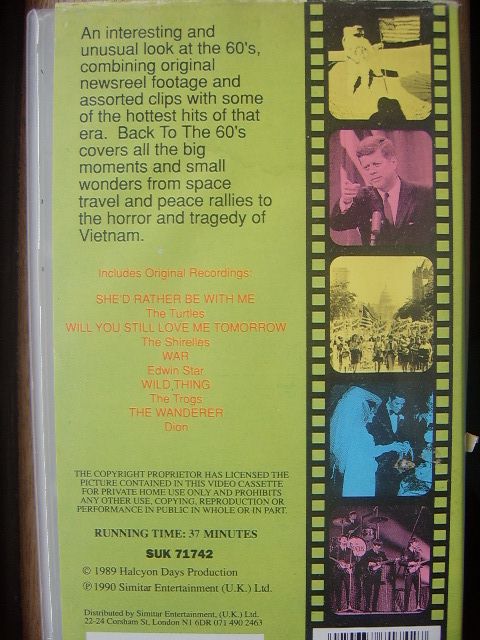 An interesting and
unusual look at the 60's,
combining original
newsreel footage and
assorted clips with some
of the hottest hits of that
era. Back To The 60's
covers all the big
moments and small
wonders from space
travel and peace rallies to
the horror and tragedy of
Vietnam.
Includes Original Recordings:
SHE'D RATHER BE WITH ME
The Turtles
WILL YOU STILL LOVE ME TOMORROW
The Shirelles
WAR
Edwin Star
WILD THING
The Trogs
THE WANDERER
Dion
THE COPYRIGHT PROPRIETOR HAS LICENSED THE
PICTURE CONTAINED IN THIS VIDEO CASSETTE
FOR PRIVATE HOME USE ONLY AND PROHIBITS
ANY OTHER USE, COPYING, REPRODUCTION OR
PERFORMANCE IN PUBLIC IN WHOLE OR IN PART.
RUNNING TIME: 37 MINUTES
SUK 71742
© 1989 Halcyon Days Production
℗ 1990 Simitar Entertainment (U.K.) Ltd.
Distributed by Simitar Entertainment, (U.K.) Ltd.
22-24 Corsham St, London N1 6DR 071 490 2463